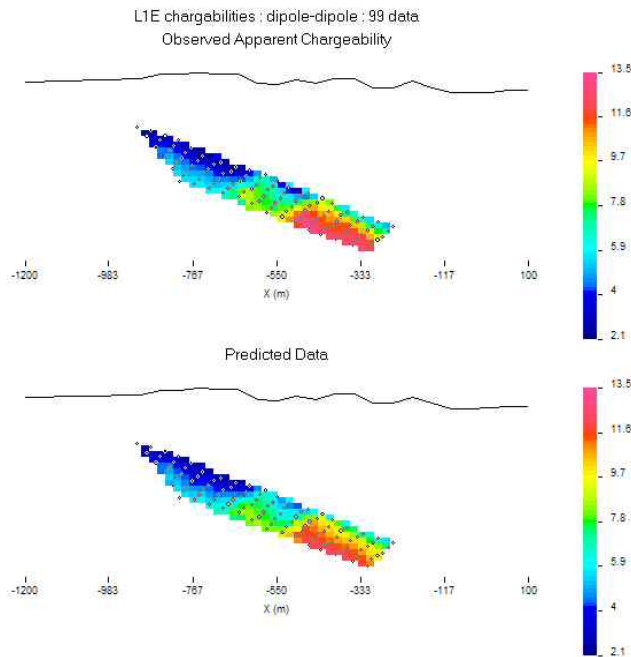 L1E chargabilities : dipole-dipole : 99 data
Observed Apparent Chargeability
13.5
11.6
9.7
7.8
5.9
4
2.1
-1200 -983 -767 -550 -333 -117 100
X (m)
Predicted Data
13.5
11.6
9.7
7.8
5.9
4
2.1
-1200 -983 -767 -550 -333 -117 100
X (m)